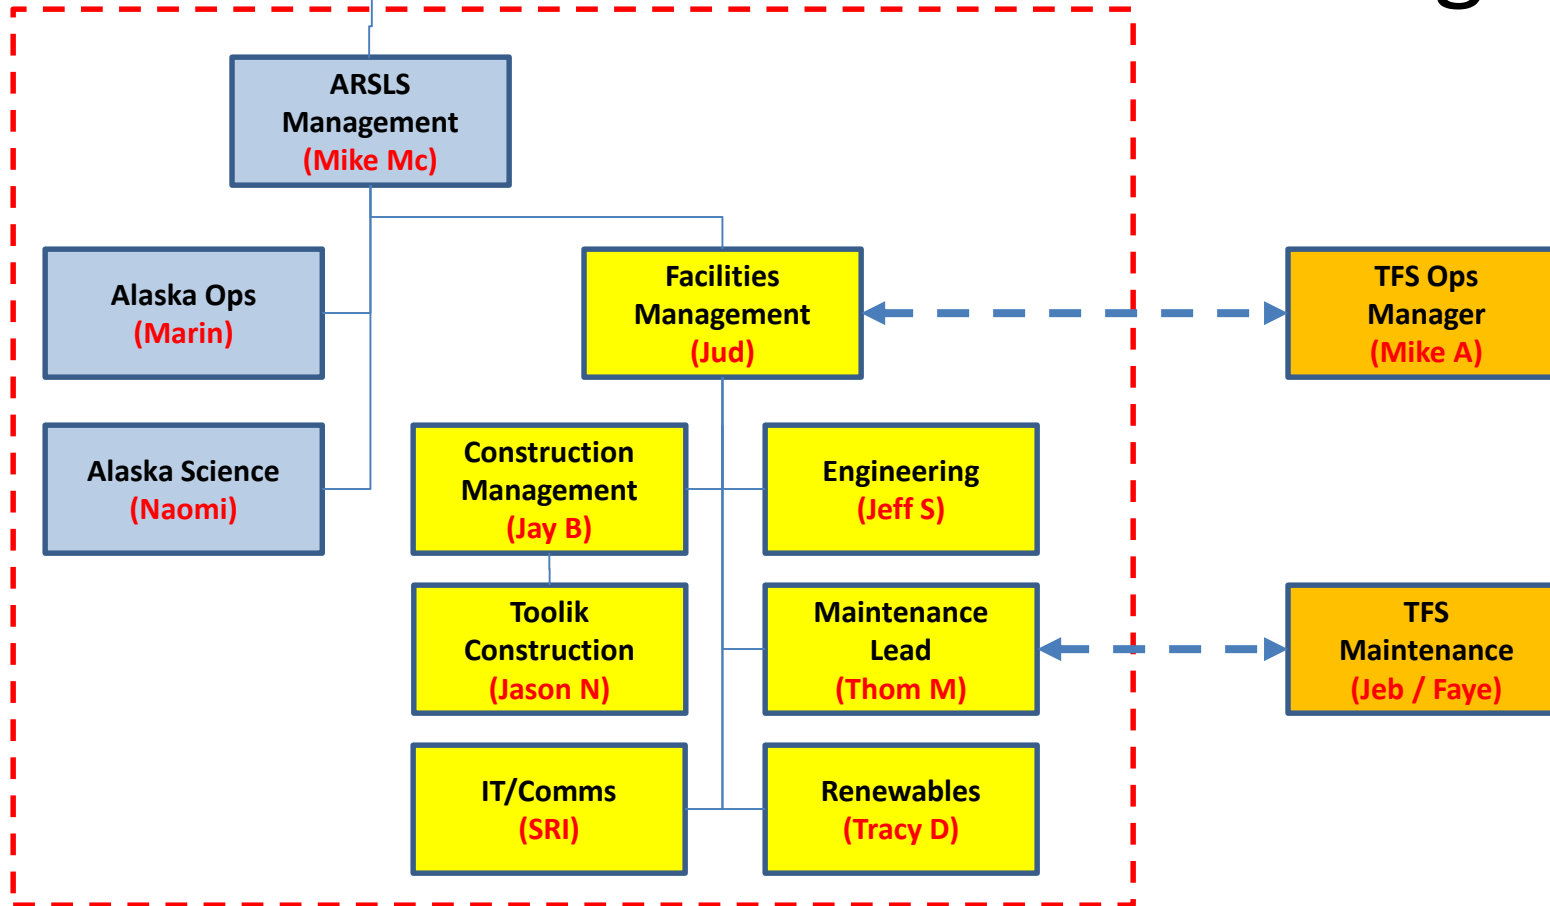 g
ARSLS
Management
(Mike Mc)
Alaska Ops
(Marin)
Facilities
Management
(Jud)
TFS Ops
Manager
(Mike A)
Alaska Science
(Naomi)
Construction
Management
(Jay B)
Engineering
(Jeff S)
Toolik
Construction
(Jason N)
Maintenance
Lead
(Thom M)
TFS
Maintenance
(Jeb / Faye)
IT/Comms
(SRI)
Renewables
(Tracy D)